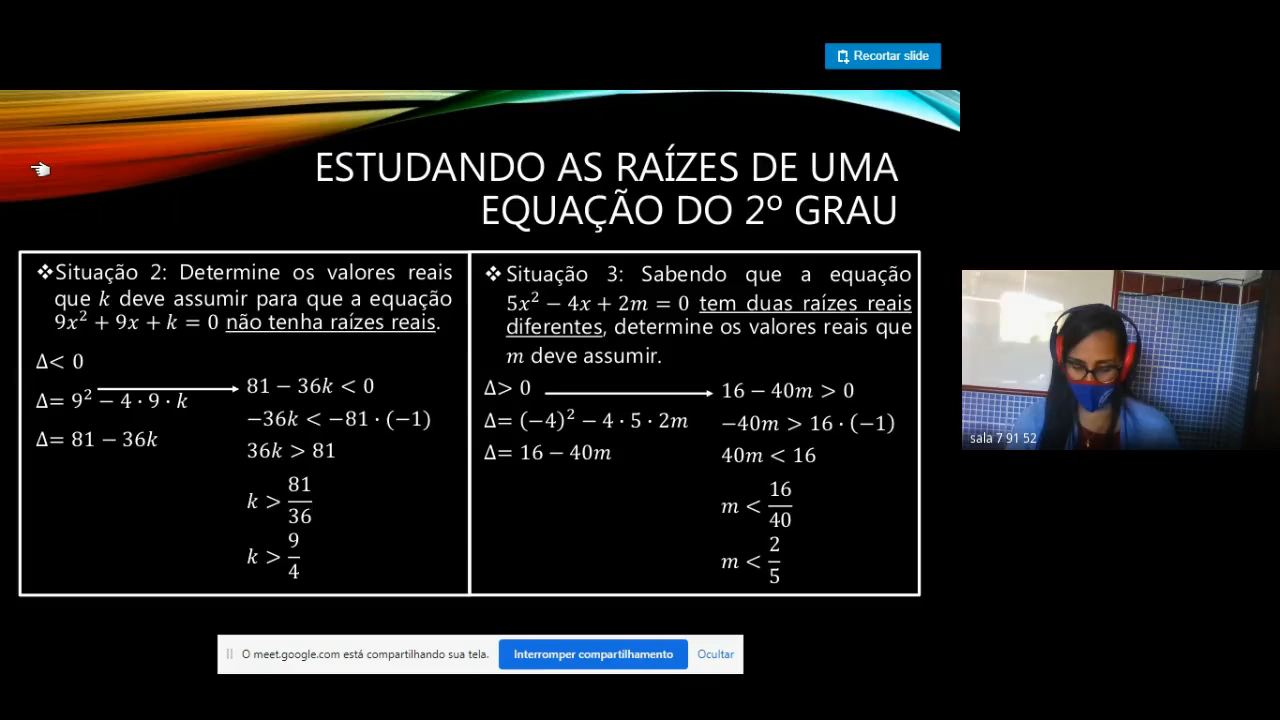 Recortar slide
ESTUDANDO AS RAÍZES DE UMA
EQUAÇÃO DO 2º GRAU
❖Situação 2: Determine os valores reais
que k deve assumir para que a equação
9x² + 9x + k = 0 não tenha raízes reais.
Δ< 0
Δ= 9² − 4 · 9 · k
Δ= 81 − 36k
81 − 36k < 0
−36k < −81 · (−1)
36k > 81
k > 81/36
k > 9/4
❖ Situação 3: Sabendo que a equação
5x² − 4x + 2m = 0 tem duas raízes reais
diferentes, determine os valores reais que
m deve assumir.
Δ> 0
Δ= (−4)² − 4 · 5 · 2m
Δ= 16 − 40m
16 − 40m > 0
−40m > 16 · (−1)
40m < 16
m < 16/40
m < 2/5
sala 7 91 52
O meet.google.com está compartilhando sua tela.
Interromper compartilhamento
Ocultar